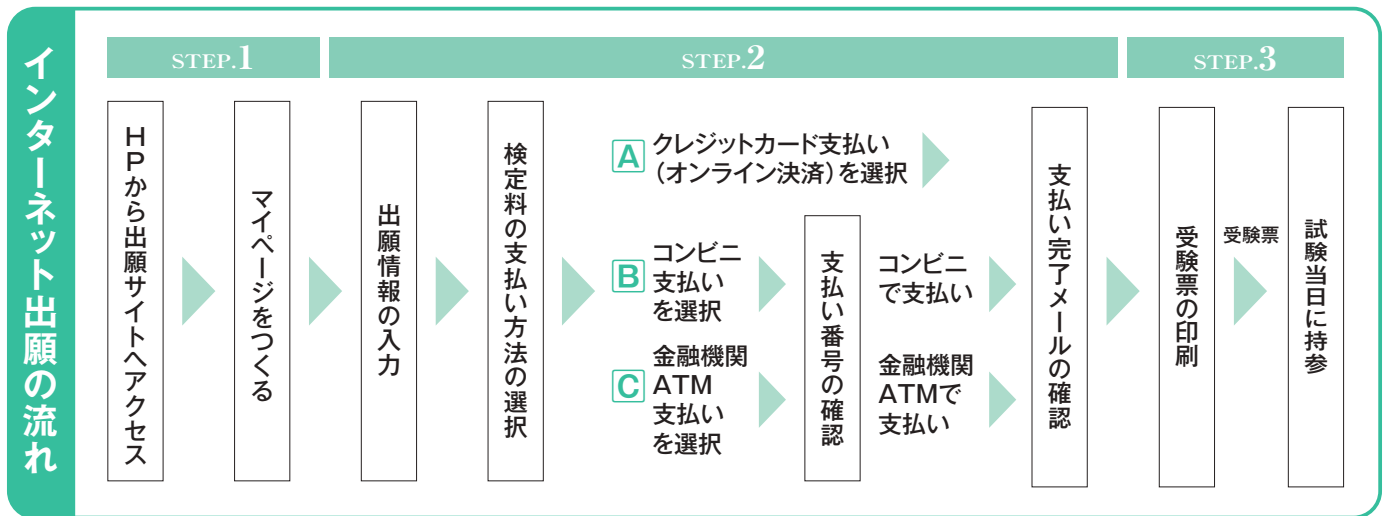 インターネット出願の流れ
STEP.1
STEP.2
STEP.3
HPから出願サイトへアクセス
マイページをつくる
出願情報の入力
検定料の支払い方法の選択
A クレジットカード支払い
(オンライン決済)を選択
B コンビニ
支払い
を選択
C 金融機関
ATM
支払い
を選択
支払い番号の確認
コンビニ
で支払い
金融機関
ATMで
支払い
支払い完了メールの確認
受験票の印刷
受験票
試験当日に持参